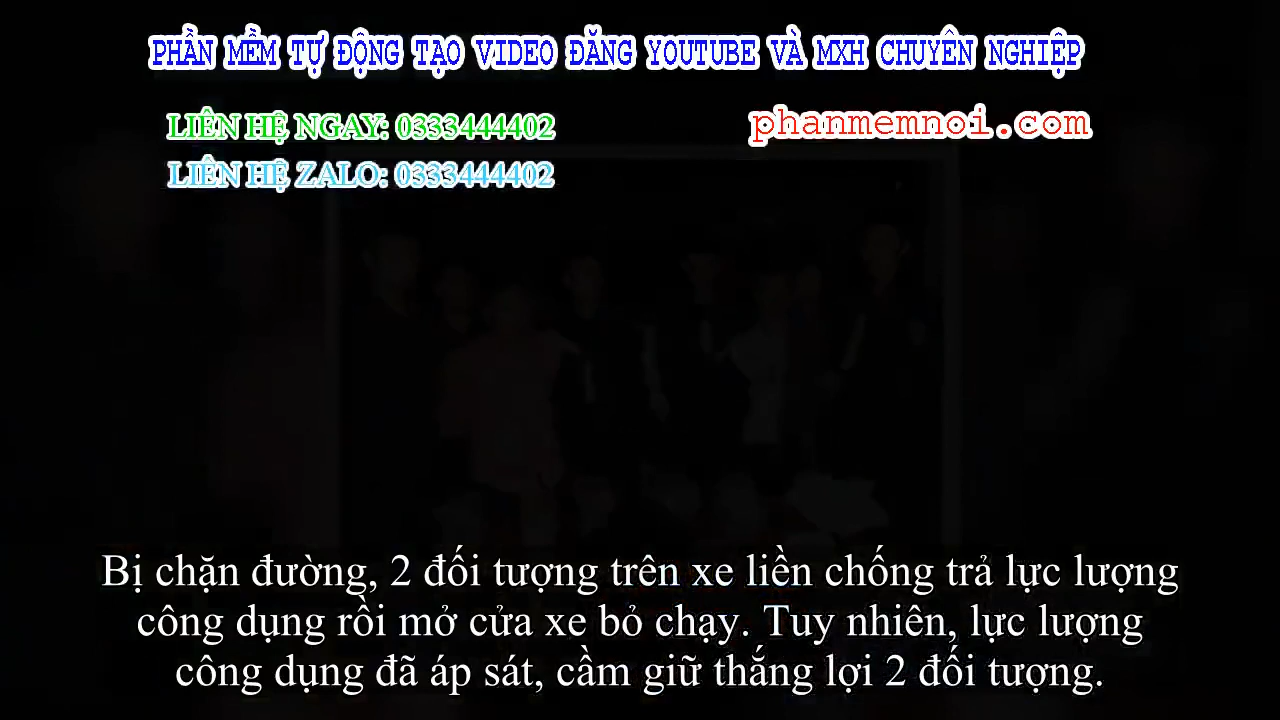 PHẦN MỀM TỰ ĐỘNG TẠO VIDEO ĐĂNG YOUTUBE VÀ MXH CHUYÊN NGHIỆP
LIÊN HỆ NGAY: 0333444402
phanmemnoi.com
LIÊN HỆ ZALO: 0333444402
Bị chặn đường, 2 đối tượng trên xe liền chống trả lực lượng
công dụng rồi mở cửa xe bỏ chạy. Tuy nhiên, lực lượng
công dụng đã áp sát, cầm giữ thắng lợi 2 đối tượng.